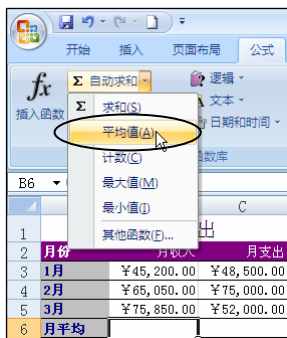 开始 插入 页面布局 公式
fx
插入函数
Σ 自动求和
逻辑
文本
日期和时间
函数库
Σ 求和(S)
平均值(A)
计数(C)
最大值(M)
最小值(I)
其他函数(F)...
B6
C
1 出
2 月份 月收入 月支出
3 1月 ¥45,200.00 ¥48,500.00
4 2月 ¥65,050.00 ¥75,000.00
5 3月 ¥75,850.00 ¥52,000.00
6 月平均